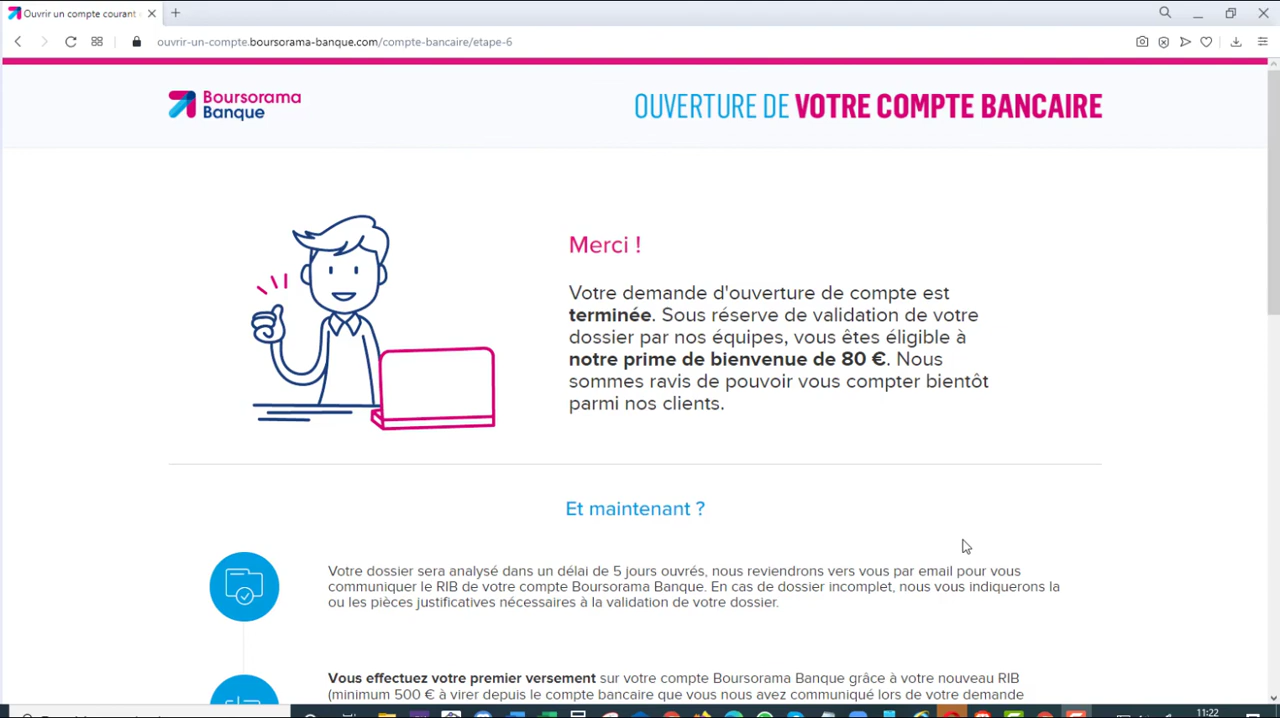 Ouvrir un compte courant
ouvrir-un-compte.boursorama-banque.com/compte-bancaire/etape-6
Boursorama
Banque
OUVERTURE DE VOTRE COMPTE BANCAIRE
Merci !
Votre demande d'ouverture de compte est
terminée. Sous réserve de validation de votre
dossier par nos équipes, vous êtes éligible à
notre prime de bienvenue de 80 €. Nous
sommes ravis de pouvoir vous compter bientôt
parmi nos clients.
Et maintenant ?
Votre dossier sera analysé dans un délai de 5 jours ouvrés, nous reviendrons vers vous par email pour vous
communiquer le RIB de votre compte Boursorama Banque. En cas de dossier incomplet, nous vous indiquerons la
ou les pièces justificatives nécessaires à la validation de votre dossier.
Vous effectuez votre premier versement sur votre compte Boursorama Banque grâce à votre nouveau RIB
(minimum 500 € à virer depuis le compte bancaire que vous nous avez communiqué lors de votre demande
11:22